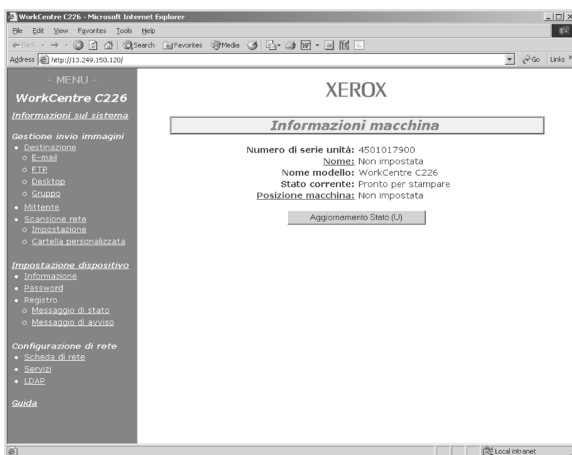 WorkCentre C226 - Microsoft Internet Explorer
File Edit View Favorites Tools Help
Back Search Favorites Media
Address http://13.249.150.120/ Go Links »
- MENU -
WorkCentre C226
Informazioni sul sistema
Gestione invio immagini
• Destinazione
o E-mail
o FTP
o Desktop
o Gruppo
• Mittente
• Scansione rete
o Impostazione
o Cartella personalizzata
Impostazione dispositivo
• Informazione
• Password
• Registro
o Messaggio di stato
o Messaggio di avviso
Configurazione di rete
• Scheda di rete
• Servizi
• LDAP
Guida
XEROX
Informazioni macchina
Numero di serie unità: 4501017900
Nome: Non impostata
Nome modello: WorkCentre C226
Stato corrente: Pronto per stampare
Posizione macchina: Non impostata
Aggiornamento Stato (U)
Local intranet